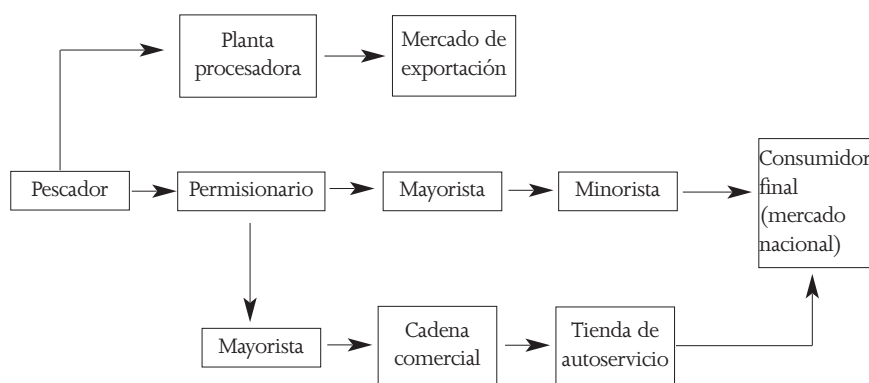 Planta
procesadora
Mercado de
exportación
Pescador
Permisionario
Mayorista
Minorista
Consumidor
final
(mercado
nacional)
Mayorista
Cadena
comercial
Tienda de
autoservicio